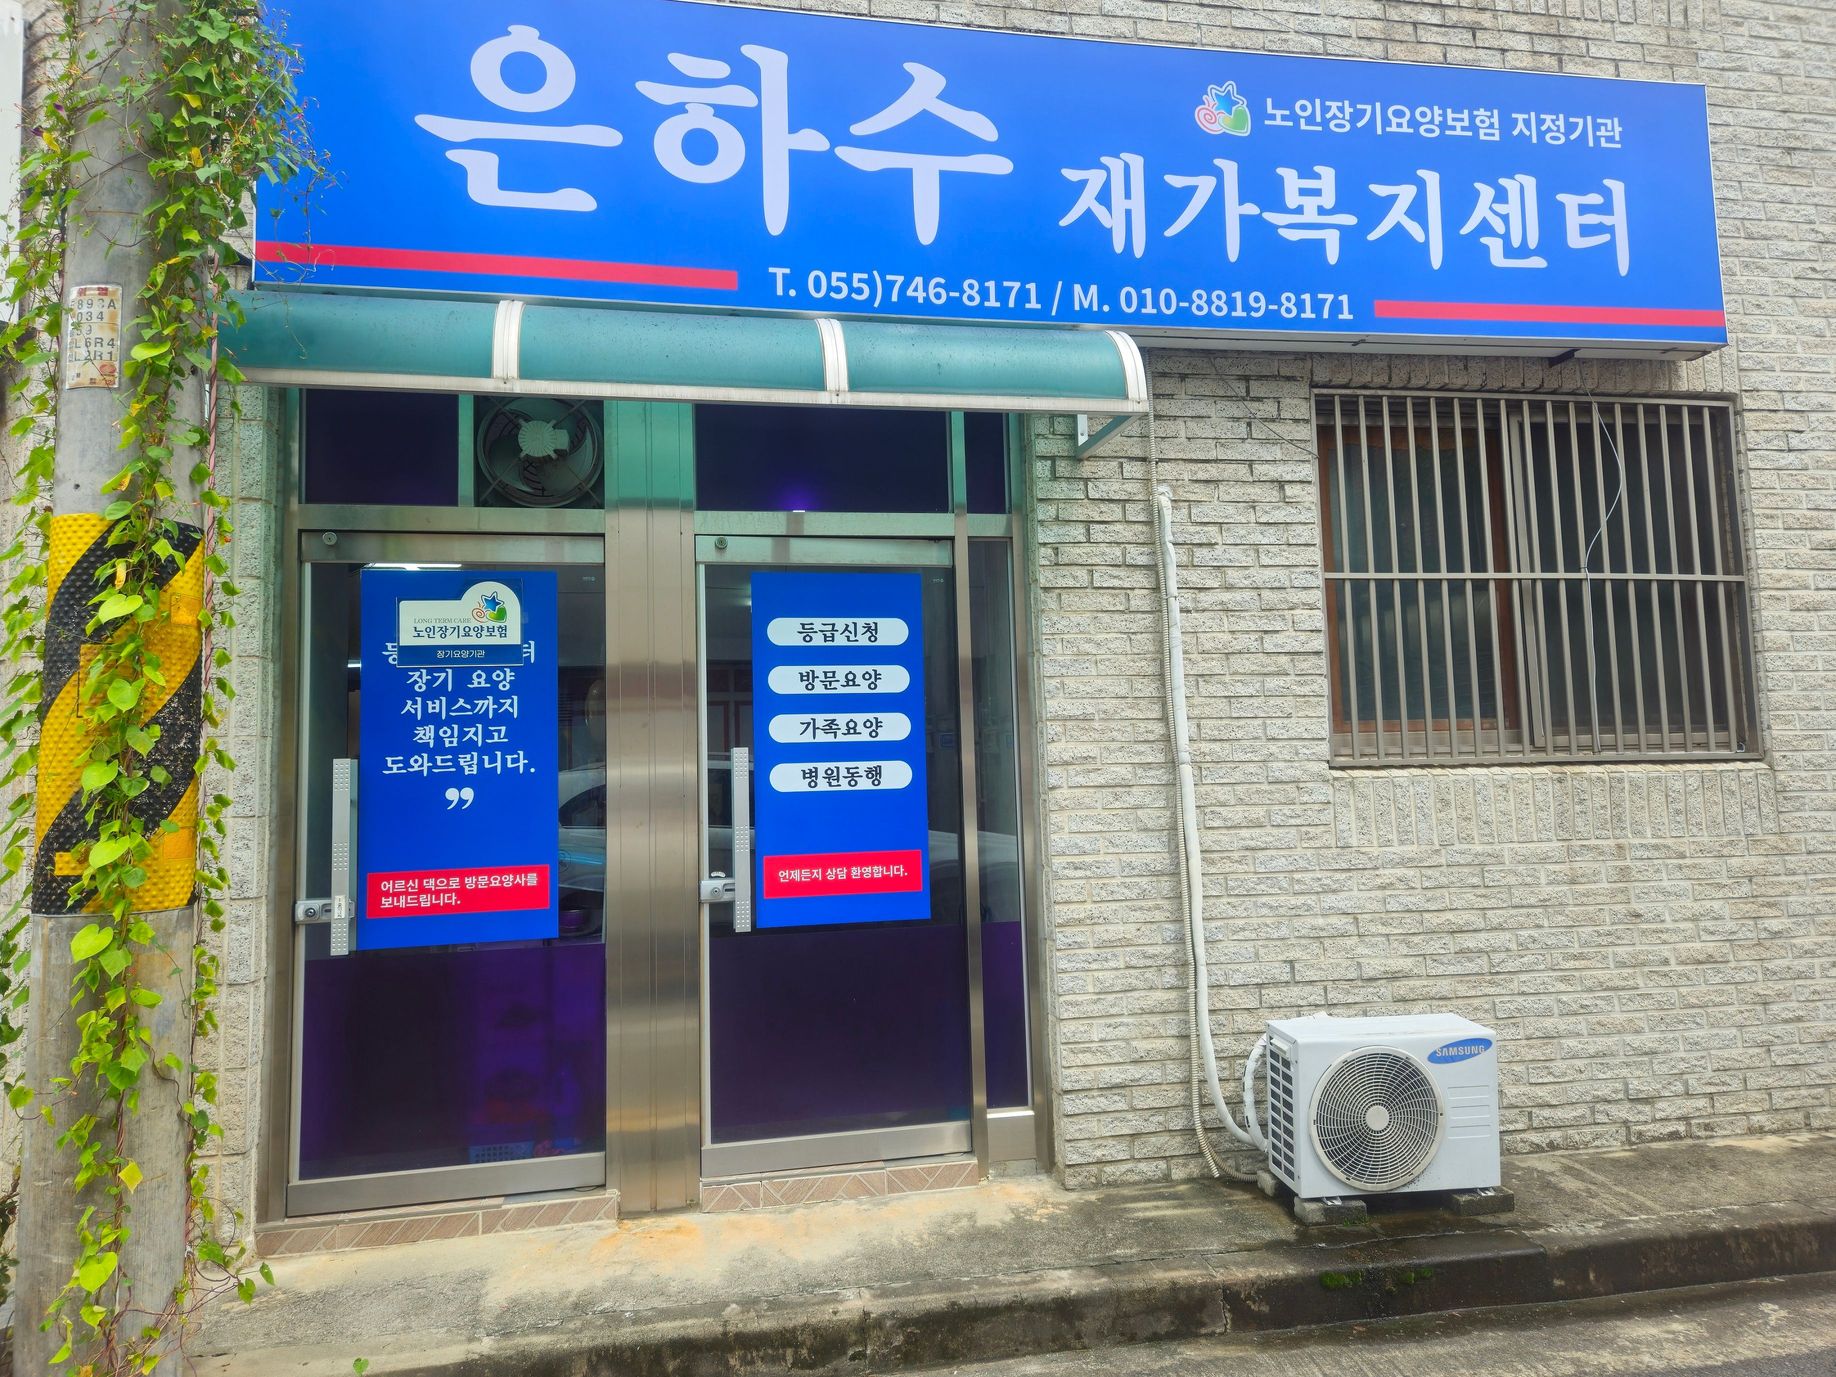 은하수
노인장기요양보험 지정기관
재가복지센터
T. 055)746-8171 / M. 010-8819-8171
LONG TERM CARE
노인장기요양보험
장기요양기관
장기 요양
서비스까지
책임지고
도와드립니다.
”
어르신 댁으로 방문요양사를
보내드립니다.
등급신청
방문요양
가족요양
병원동행
언제든지 상담 환영합니다.
SAMSUNG